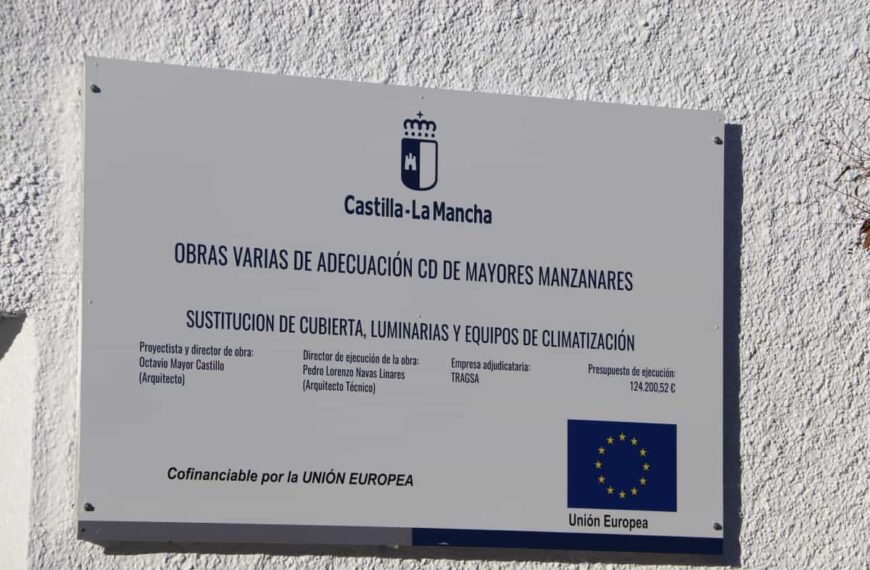 Castilla-La Mancha
OBRAS VARIAS DE ADECUACIÓN CD DE MAYORES MANZANARES
SUSTITUCION DE CUBIERTA, LUMINARIAS Y EQUIPOS DE CLIMATIZACIÓN
Proyectista y director de obra:
Octavio Mayor Castillo
(Arquitecto)
Director de ejecución de la obra:
Pedro Lorenzo Navas Linares
(Arquitecto Técnico)
Empresa adjudicataria:
TRAGSA
Presupuesto de ejecución:
124.200,52 €
Cofinanciable por la UNIÓN EUROPEA
Unión Europea